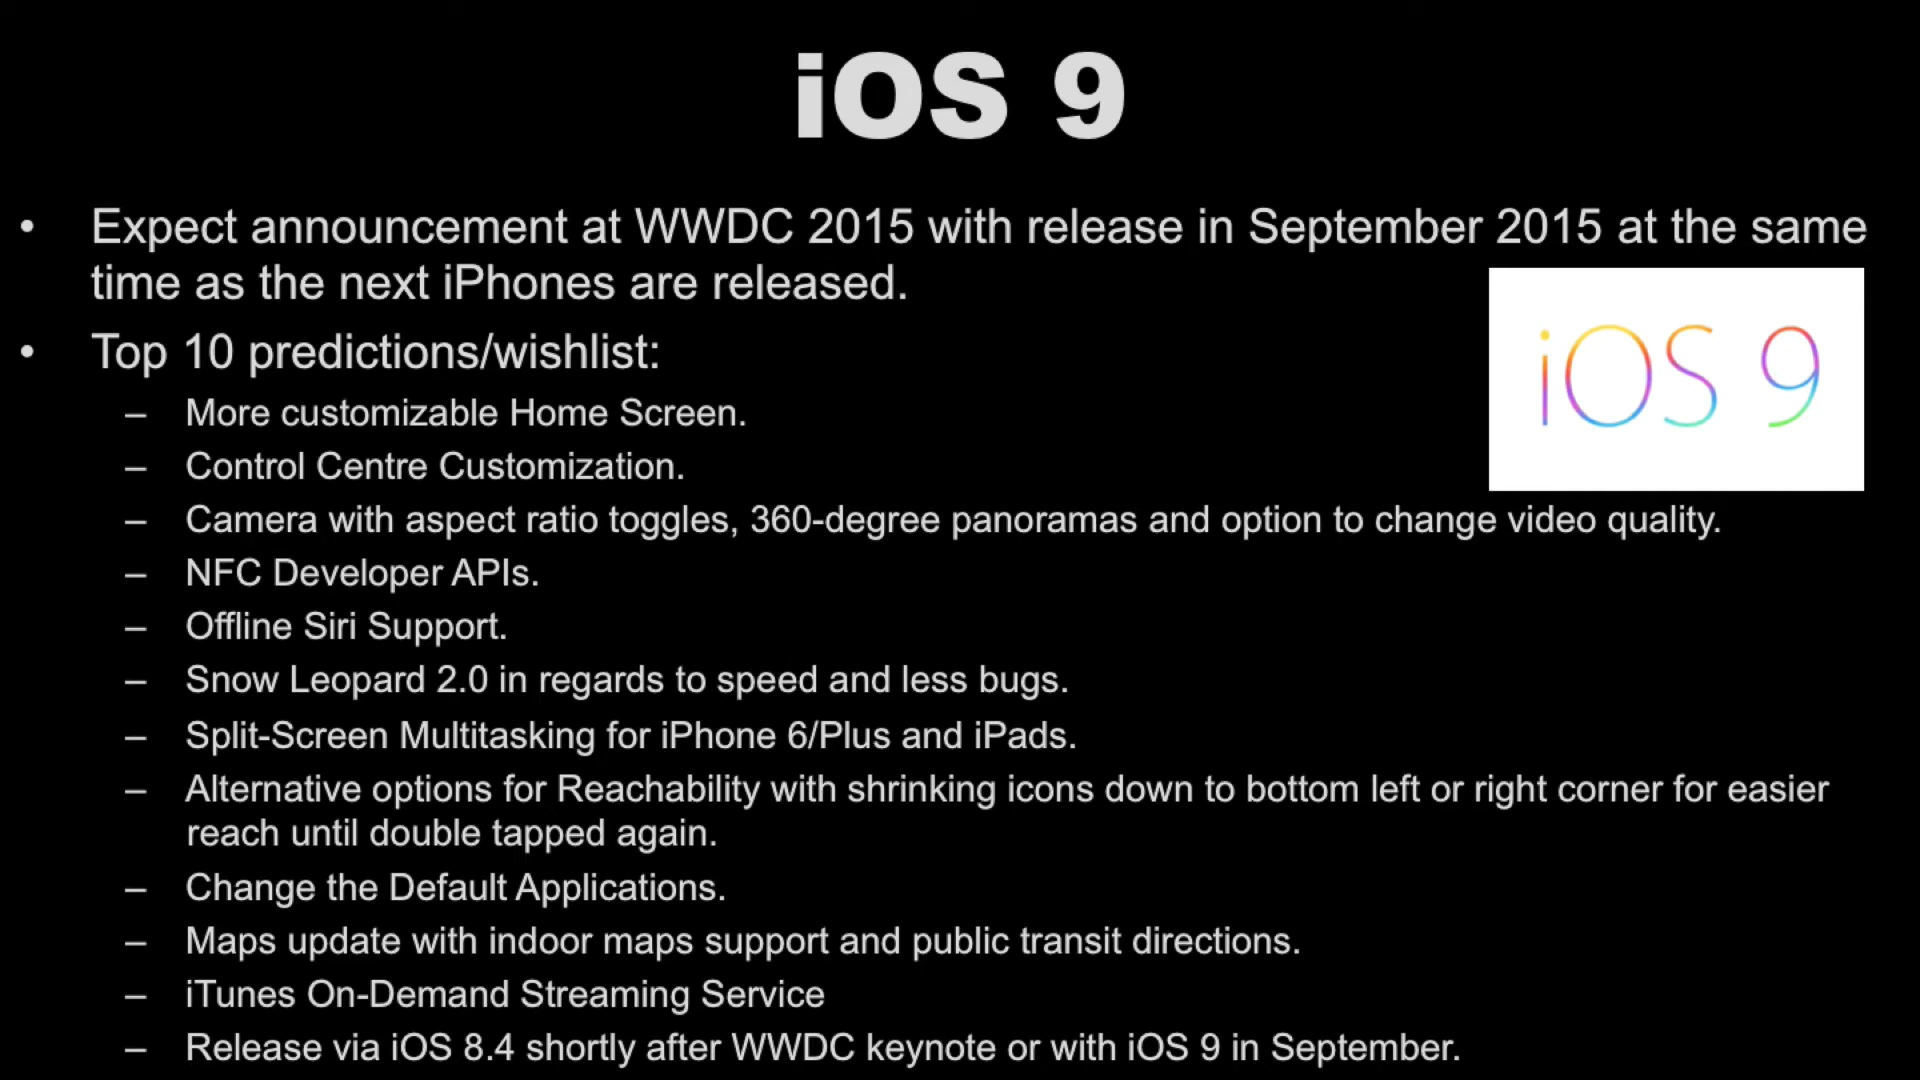 iOS 9
• Expect announcement at WWDC 2015 with release in September 2015 at the same
time as the next iPhones are released.
• Top 10 predictions/wishlist:
iOS 9
– More customizable Home Screen.
– Control Centre Customization.
– Camera with aspect ratio toggles, 360-degree panoramas and option to change video quality.
– NFC Developer APIs.
– Offline Siri Support.
– Snow Leopard 2.0 in regards to speed and less bugs.
– Split-Screen Multitasking for iPhone 6/Plus and iPads.
– Alternative options for Reachability with shrinking icons down to bottom left or right corner for easier
reach until double tapped again.
– Change the Default Applications.
– Maps update with indoor maps support and public transit directions.
– iTunes On-Demand Streaming Service
– Release via iOS 8.4 shortly after WWDC keynote or with iOS 9 in September.